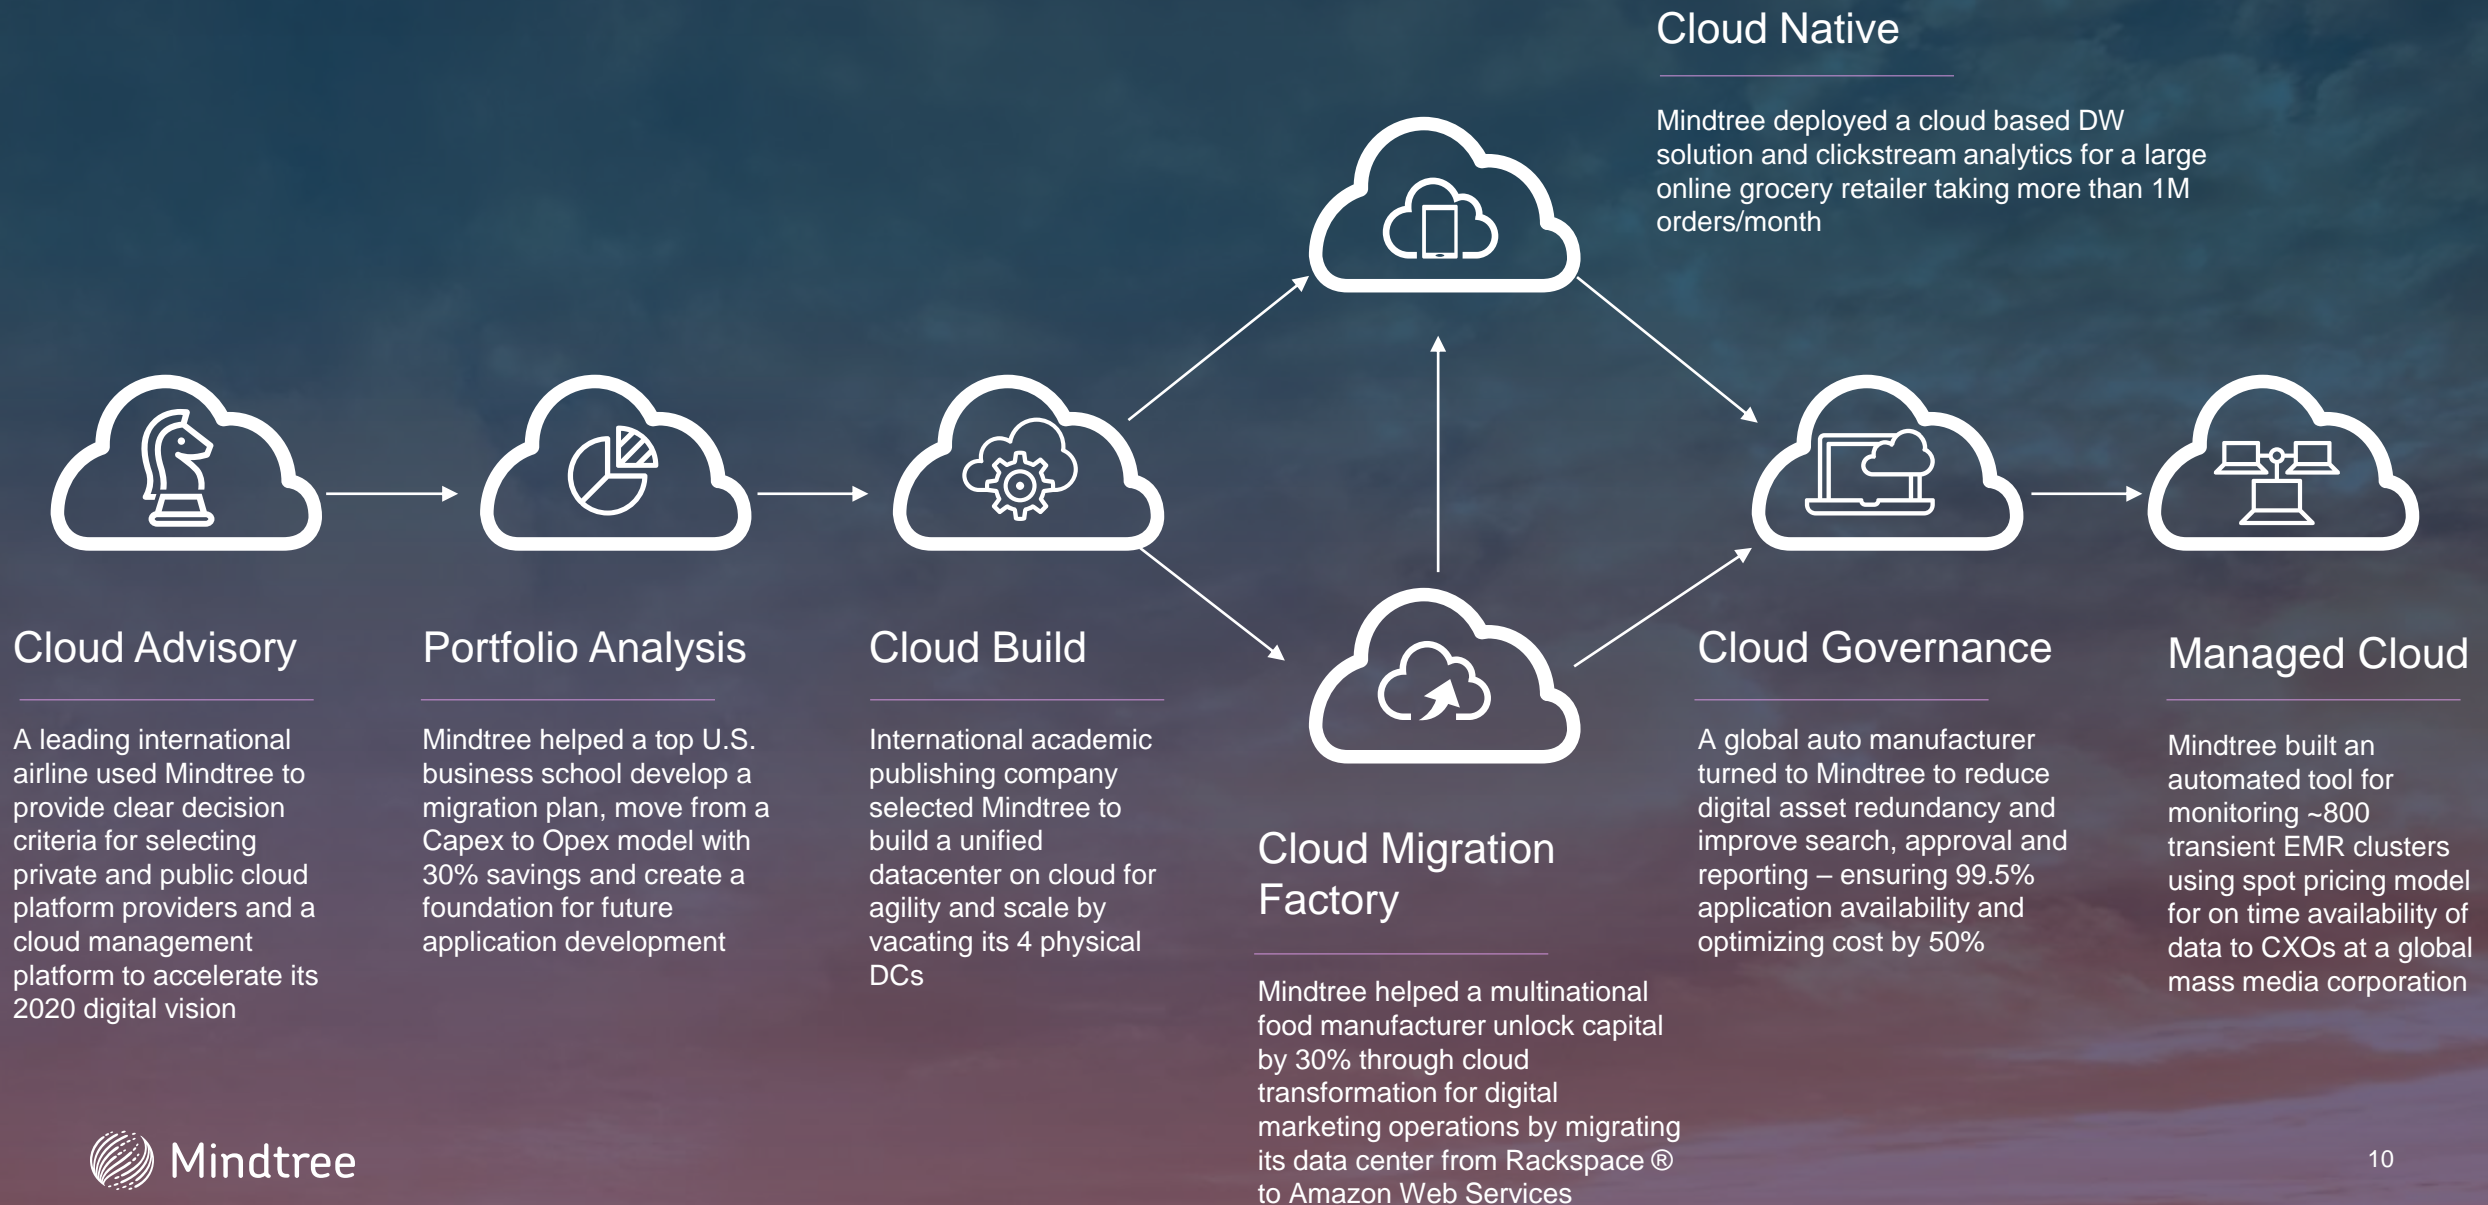 Cloud Native
Mindtree deployed a cloud based DW
solution and clickstream analytics for a large
online grocery retailer taking more than 1M
orders/month
Cloud Advisory
A leading international
airline used Mindtree to
provide clear decision
criteria for selecting
private and public cloud
platform providers and a
cloud management
platform to accelerate its
2020 digital vision
Portfolio Analysis
Mindtree helped a top U.S.
business school develop a
migration plan, move from a
Capex to Opex model with
30% savings and create a
foundation for future
application development
Cloud Build
International academic
publishing company
selected Mindtree to
build a unified
datacenter on cloud for
agility and scale by
vacating its 4 physical
DCs
Cloud Migration
Factory
Mindtree helped a multinational
food manufacturer unlock capital
by 30% through cloud
transformation for digital
marketing operations by migrating
its data center from Rackspace ®
to Amazon Web Services
Cloud Governance
A global auto manufacturer
turned to Mindtree to reduce
digital asset redundancy and
improve search, approval and
reporting – ensuring 99.5%
application availability and
optimizing cost by 50%
Managed Cloud
Mindtree built an
automated tool for
monitoring ~800
transient EMR clusters
using spot pricing model
for on time availability of
data to CXOs at a global
mass media corporation
Mindtree
10